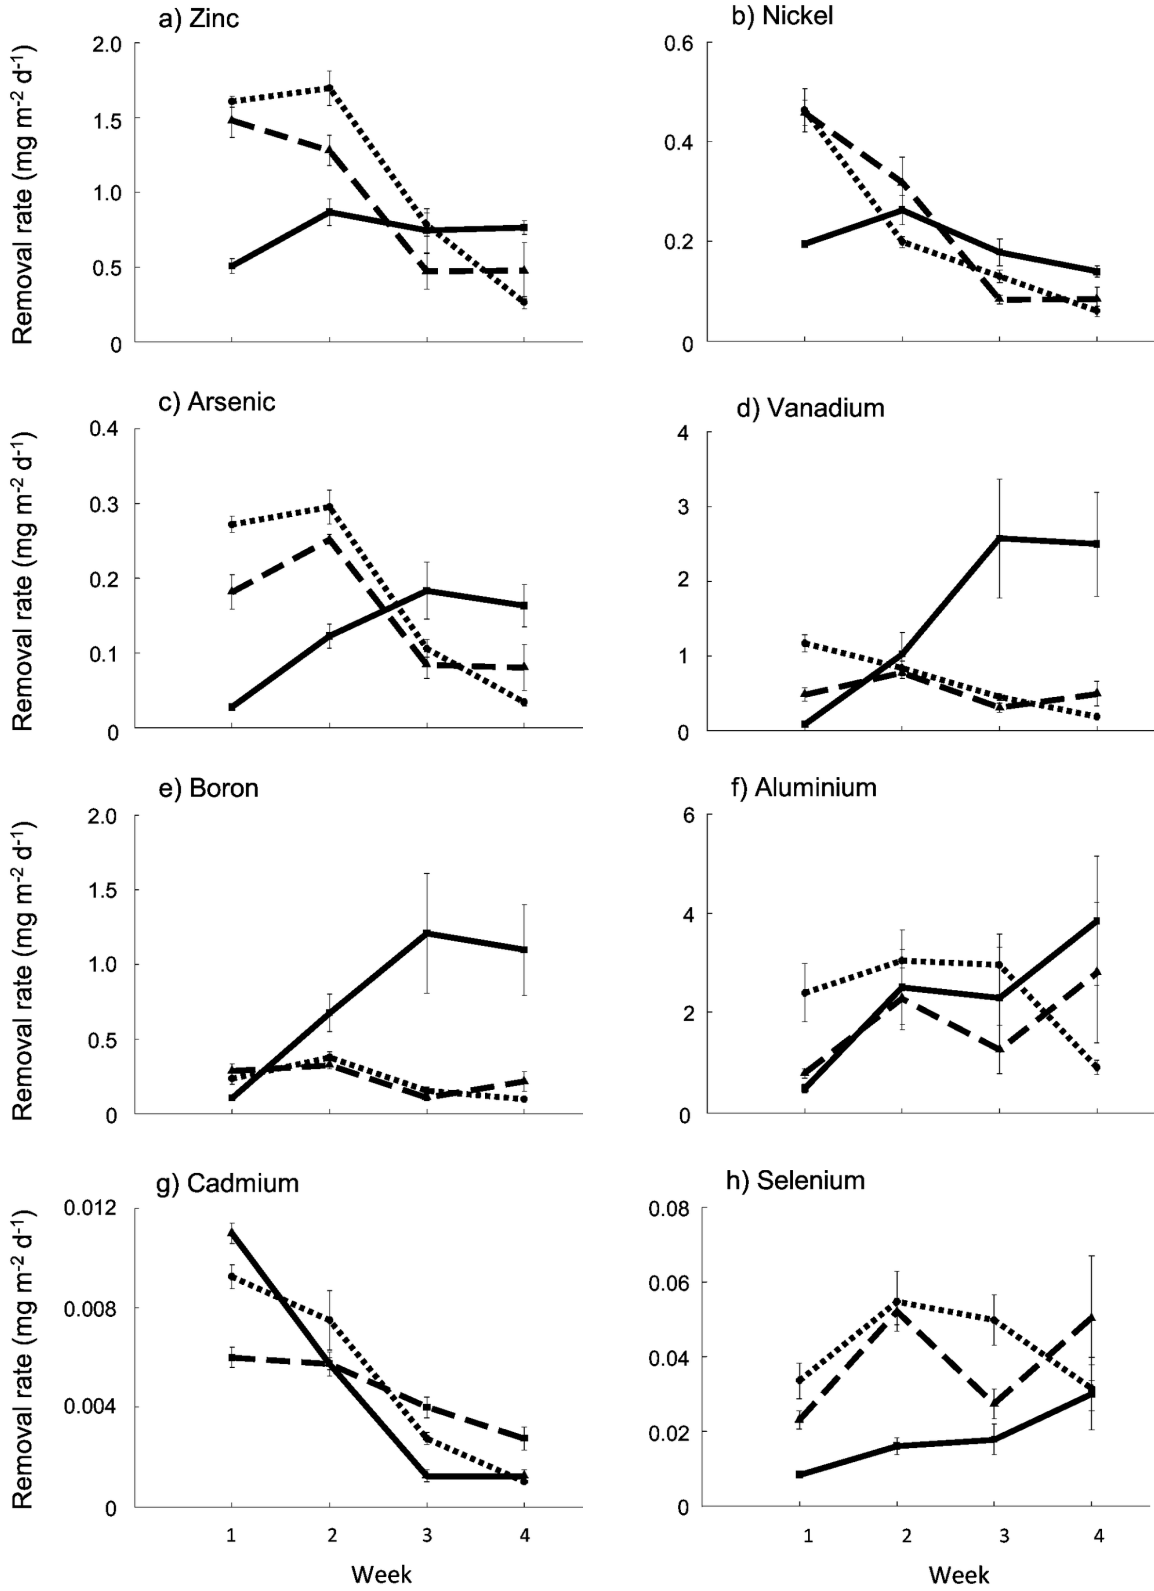 a) Zinc
b) Nickel
Removal rate (mg m⁻² d⁻¹)
2.0
1.5
1.0
0.5
0
0.6
0.4
0.2
0
c) Arsenic
d) Vanadium
Removal rate (mg m⁻² d⁻¹)
0.4
0.3
0.2
0.1
0
4
3
2
1
0
e) Boron
f) Aluminium
Removal rate (mg m⁻² d⁻¹)
2.0
1.5
1.0
0.5
0
6
4
2
0
g) Cadmium
h) Selenium
Removal rate (mg m⁻² d⁻¹)
0.012
0.008
0.004
0
0.08
0.06
0.04
0.02
0
1 2 3 4
1 2 3 4
Week
Week